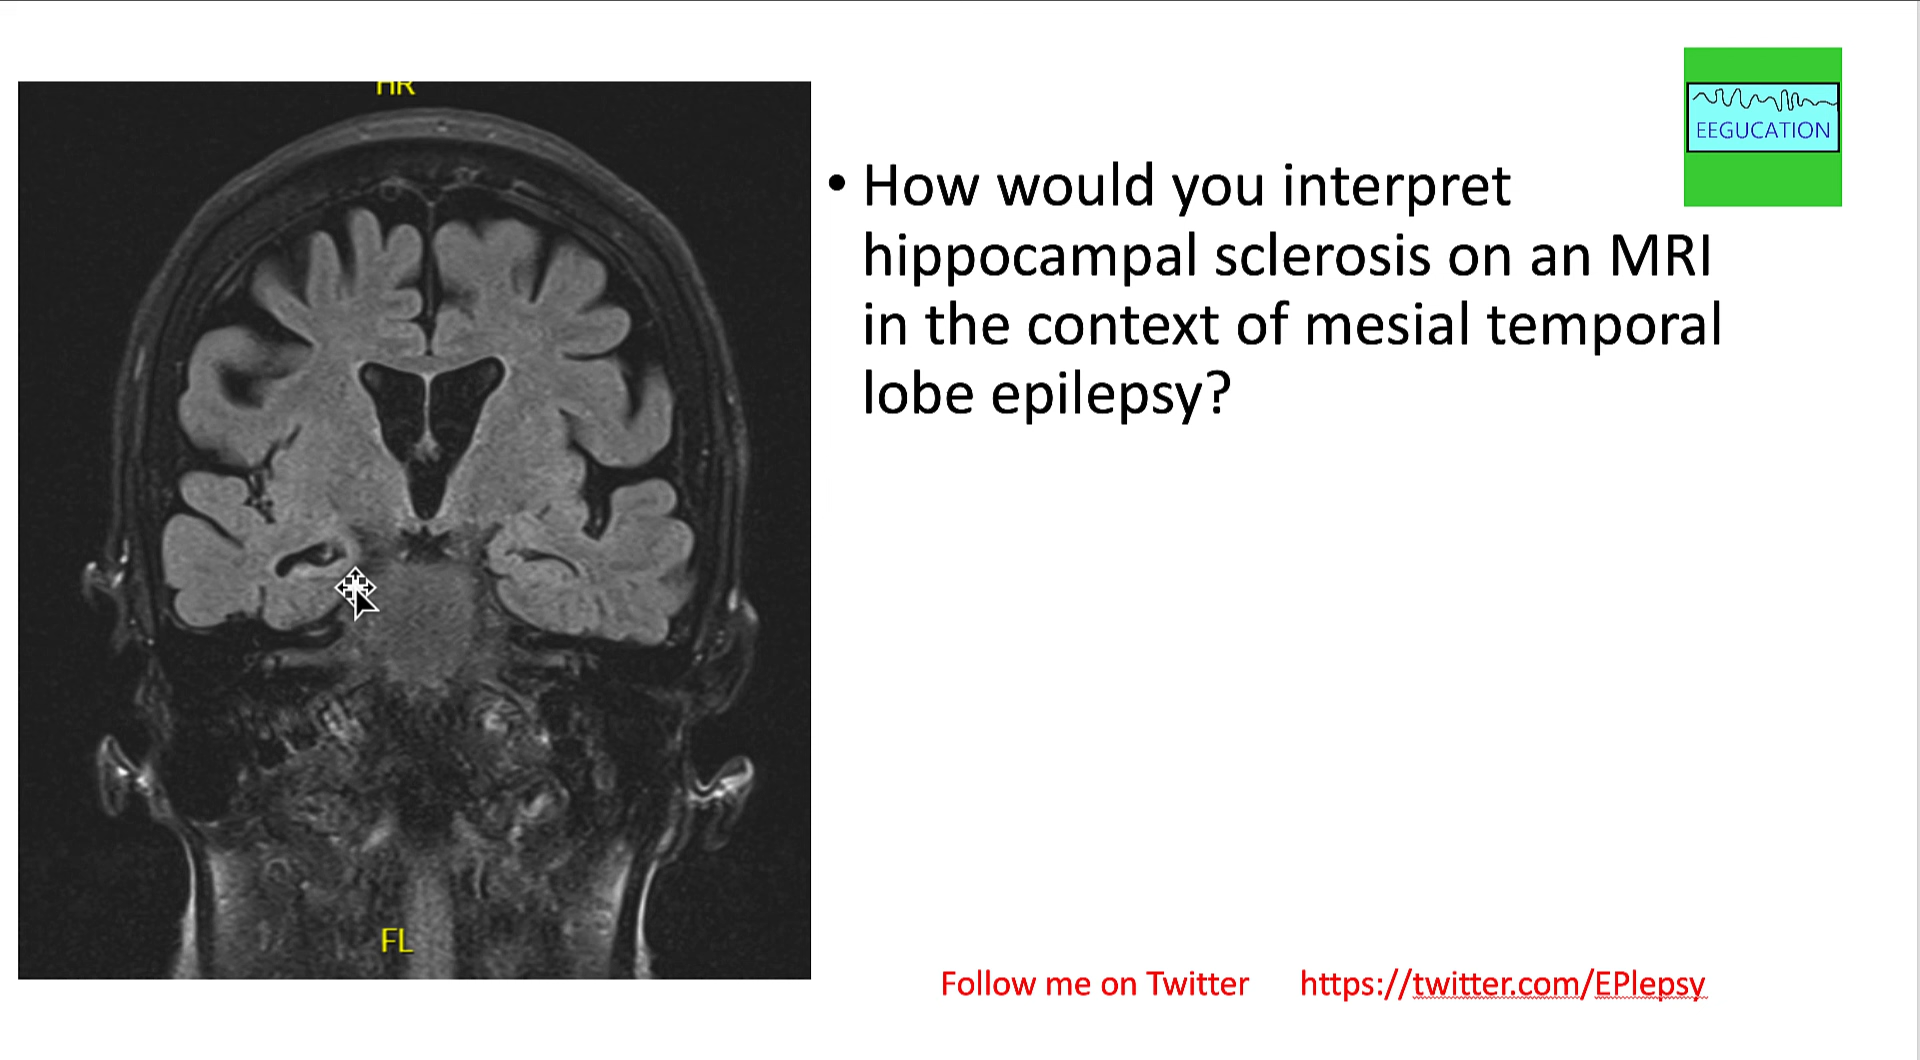 HR
EEGUCATION
• How would you interpret
hippocampal sclerosis on an MRI
in the context of mesial temporal
lobe epilepsy?
FL
Follow me on Twitter https://twitter.com/EPlepsy